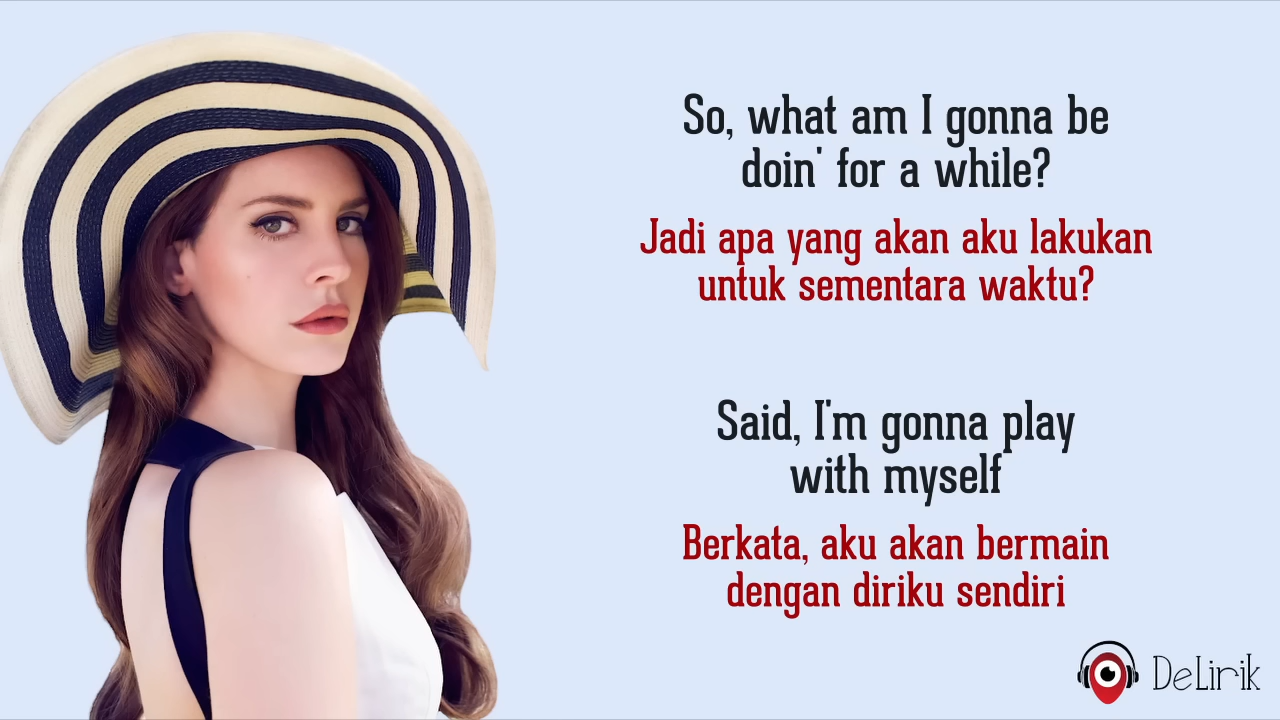 So, what am I gonna be
doin' for a while?
Jadi apa yang akan aku lakukan
untuk sementara waktu?
Said, I'm gonna play
with myself
Berkata, aku akan bermain
dengan diriku sendiri
DeLirik